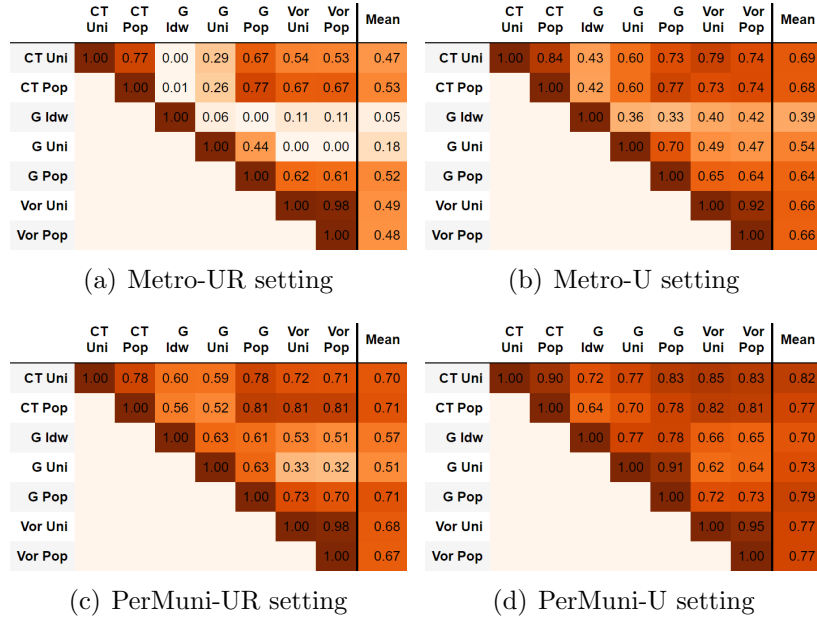 CT CT G G G Vor Vor
Uni Pop Idw Uni Pop Uni Pop Mean
CT Uni 1.00 0.77 0.00 0.29 0.67 0.54 0.53 0.47
CT Pop 1.00 0.01 0.26 0.77 0.67 0.67 0.53
G Idw 1.00 0.06 0.00 0.11 0.11 0.05
G Uni 1.00 0.44 0.00 0.00 0.18
G Pop 1.00 0.62 0.61 0.52
Vor Uni 1.00 0.98 0.49
Vor Pop 1.00 0.48
(a) Metro-UR setting
CT CT G G G Vor Vor
Uni Pop Idw Uni Pop Uni Pop Mean
CT Uni 1.00 0.84 0.43 0.60 0.73 0.79 0.74 0.69
CT Pop 1.00 0.42 0.60 0.77 0.73 0.74 0.68
G Idw 1.00 0.36 0.33 0.40 0.42 0.39
G Uni 1.00 0.70 0.49 0.47 0.54
G Pop 1.00 0.65 0.64 0.64
Vor Uni 1.00 0.92 0.66
Vor Pop 1.00 0.66
(b) Metro-U setting
CT CT G G G Vor Vor
Uni Pop Idw Uni Pop Uni Pop Mean
CT Uni 1.00 0.78 0.60 0.59 0.78 0.72 0.71 0.70
CT Pop 1.00 0.56 0.52 0.81 0.81 0.81 0.71
G Idw 1.00 0.63 0.61 0.53 0.51 0.57
G Uni 1.00 0.63 0.33 0.32 0.51
G Pop 1.00 0.73 0.70 0.71
Vor Uni 1.00 0.98 0.68
Vor Pop 1.00 0.67
(c) PerMuni-UR setting
CT CT G G G Vor Vor
Uni Pop Idw Uni Pop Uni Pop Mean
CT Uni 1.00 0.90 0.72 0.77 0.83 0.85 0.83 0.82
CT Pop 1.00 0.64 0.70 0.78 0.82 0.81 0.77
G Idw 1.00 0.77 0.78 0.66 0.65 0.70
G Uni 1.00 0.91 0.62 0.64 0.73
G Pop 1.00 0.72 0.73 0.79
Vor Uni 1.00 0.95 0.77
Vor Pop 1.00 0.77
(d) PerMuni-U setting